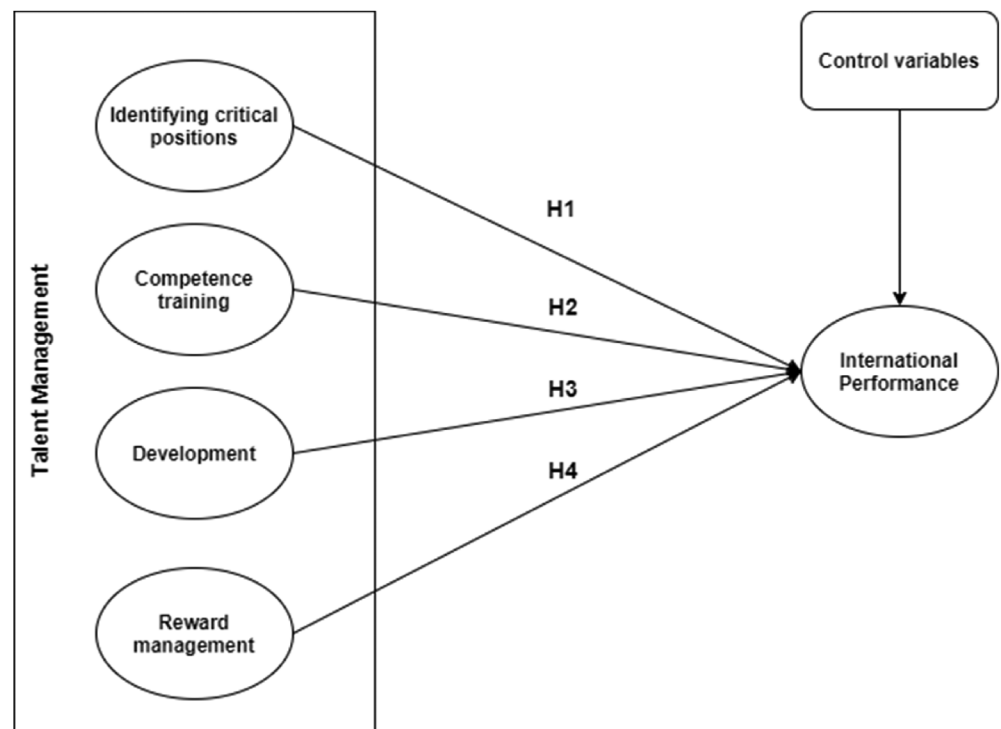 Talent Management
Identifying critical
positions
Competence
training
Development
Reward
management
H1
H2
H3
H4
Control variables
International
Performance